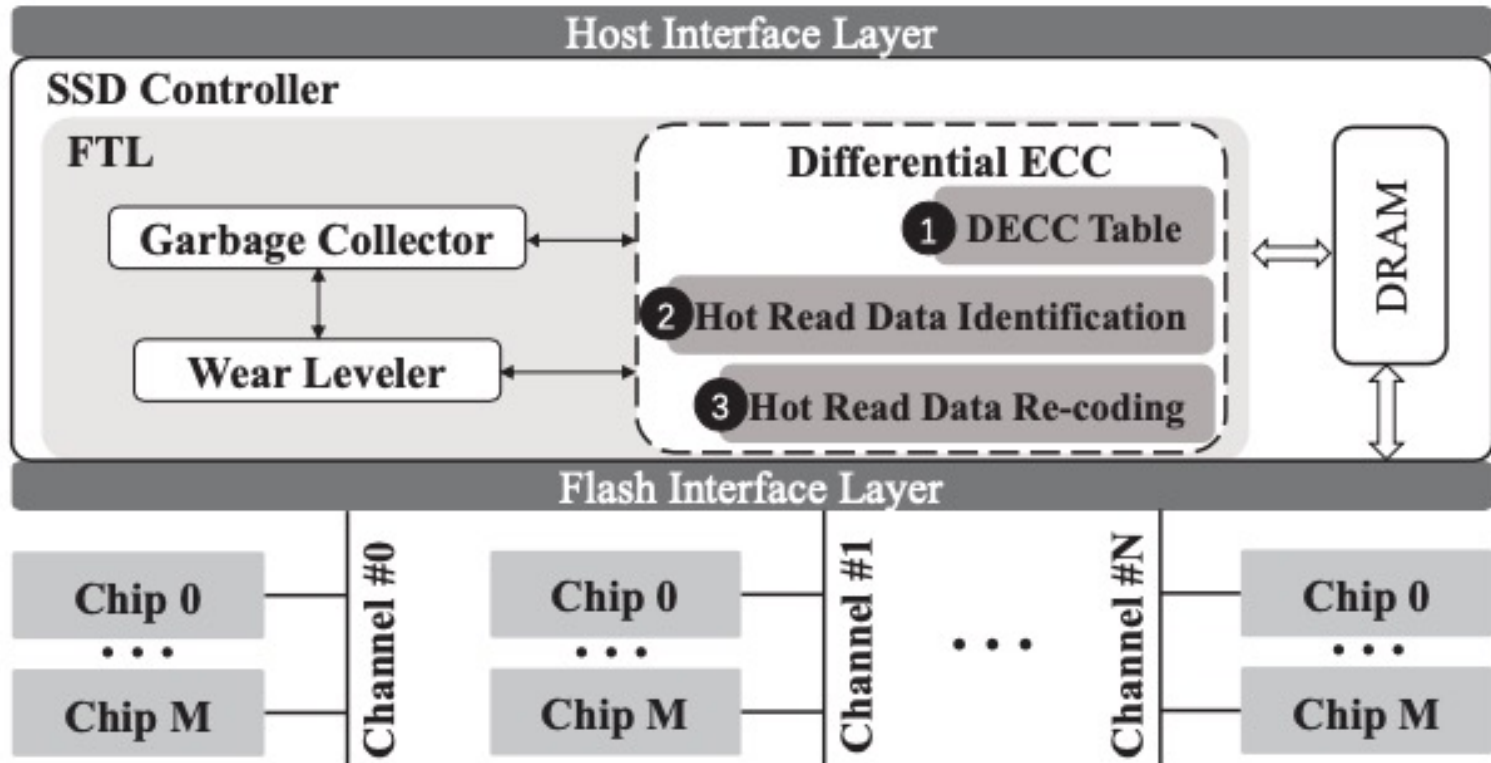 Host Interface Layer
SSD Controller
FTL
Differential ECC
Garbage Collector
1 DECC Table
DRAM
2 Hot Read Data Identification
Wear Leveler
3 Hot Read Data Re-coding
Flash Interface Layer
Chip 0
• • •
Chip M
Channel #0
Chip 0
• • •
Chip M
Channel #1
• • •
Channel #N
Chip 0
• • •
Chip M